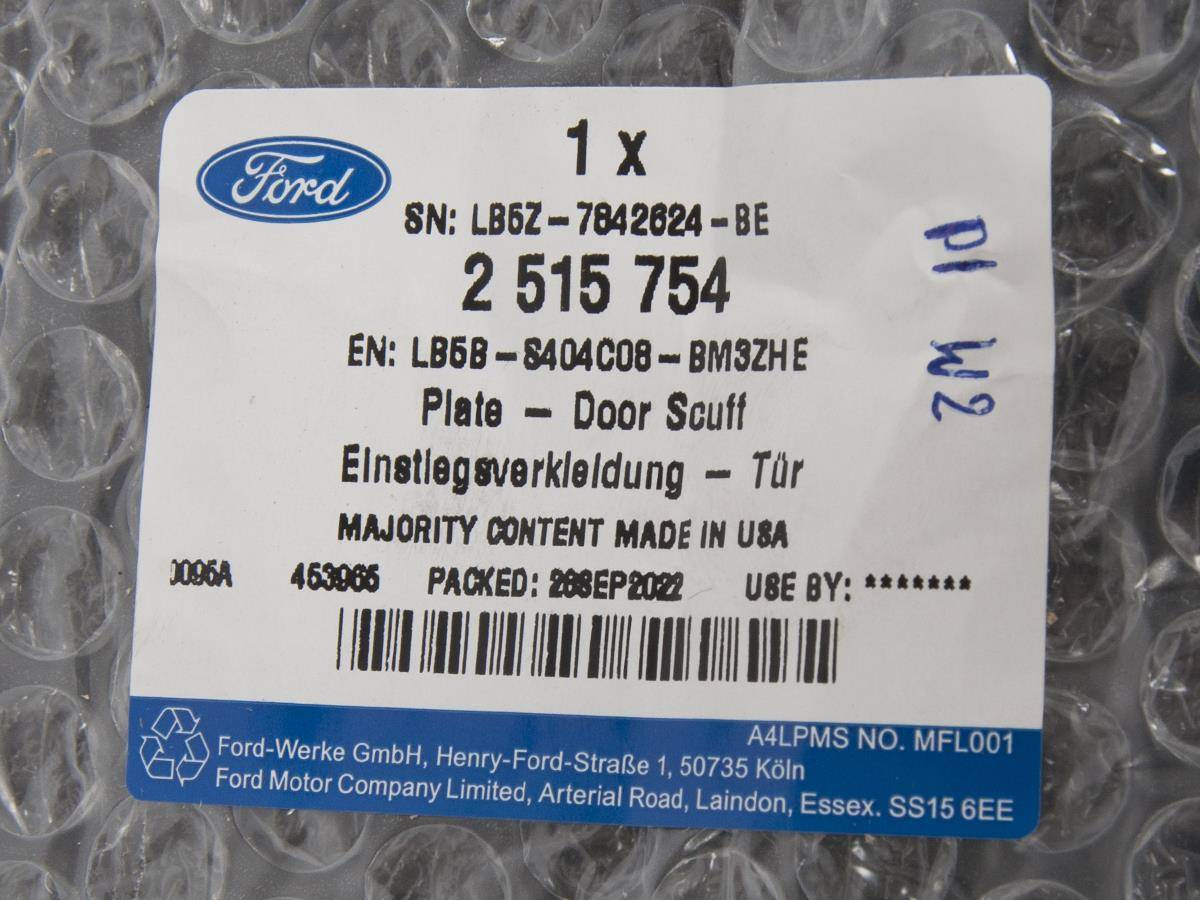 Ford
1 x
SN: LB5Z-7842624-BE
2 515 754
EN: LB5B-S404C08-BM3ZHE
Plate - Door Scuff
Einstiegsverkleidung - Tür
MAJORITY CONTENT MADE IN USA
0095A 453965 PACKED: 28SEP2022 USE BY: *******
P1 W2
A4LPMS NO. MFL001
Ford-Werke GmbH, Henry-Ford-Straße 1, 50735 Köln
Ford Motor Company Limited, Arterial Road, Laindon, Essex. SS15 6EE